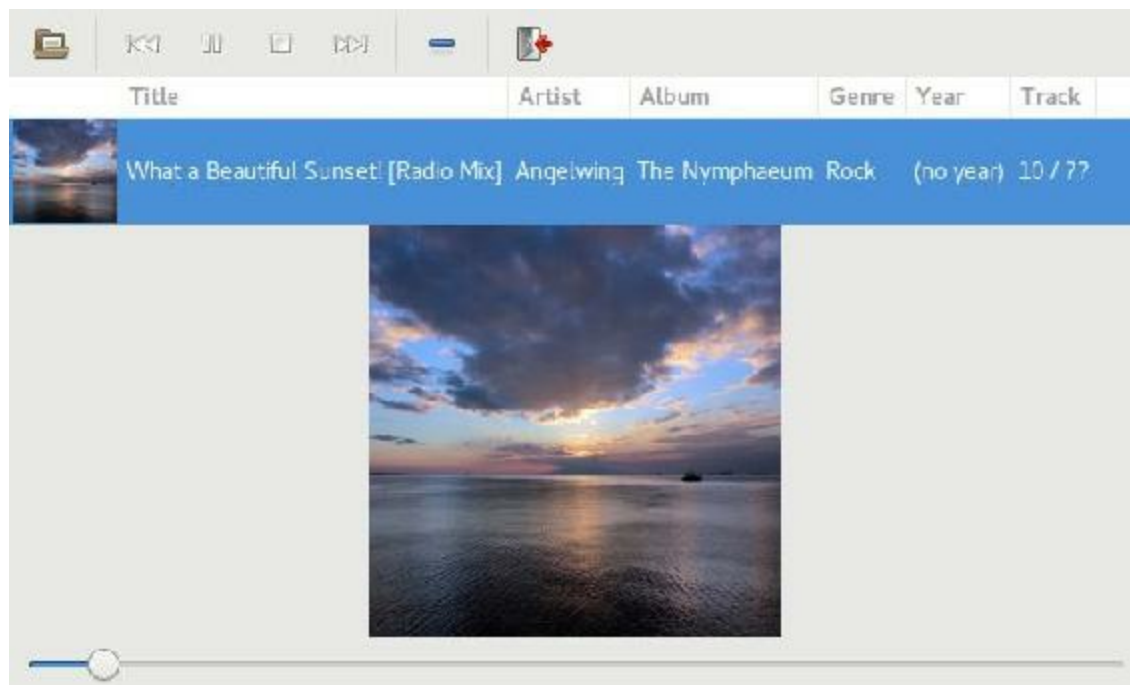 Title Artist Album Genre Year Track
What a Beautiful Sunset! [Radio Mix] Angelwing The Nymphaeum Rock (no year) 10 / ??